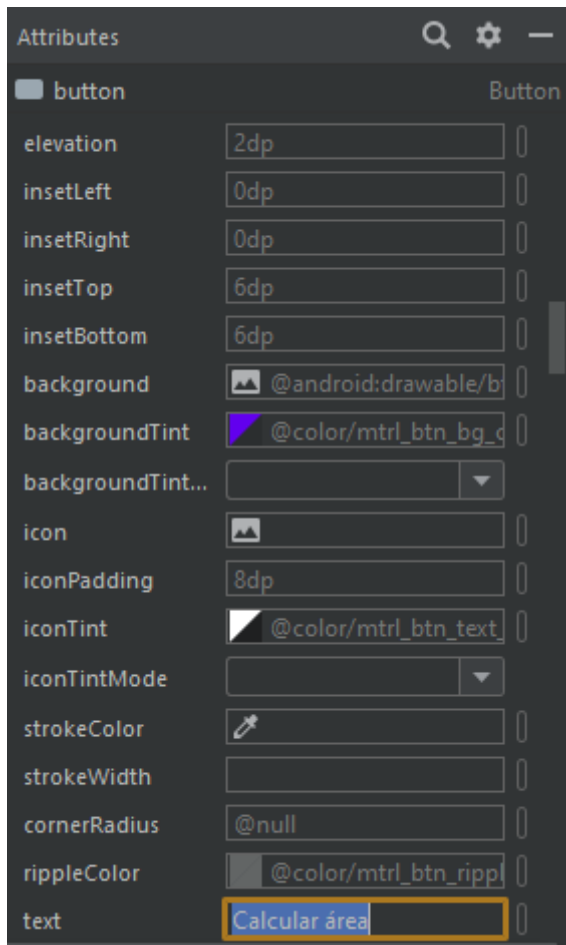 Attributes
button Button
elevation 2dp
insetLeft 0dp
insetRight 0dp
insetTop 6dp
insetBottom 6dp
background @android:drawable/b
backgroundTint @color/mtrl_btn_bg_c
backgroundTint...
icon
iconPadding 8dp
iconTint @color/mtrl_btn_text_
iconTintMode
strokeColor
strokeWidth
cornerRadius @null
rippleColor @color/mtrl_btn_rippl
text Calcular área